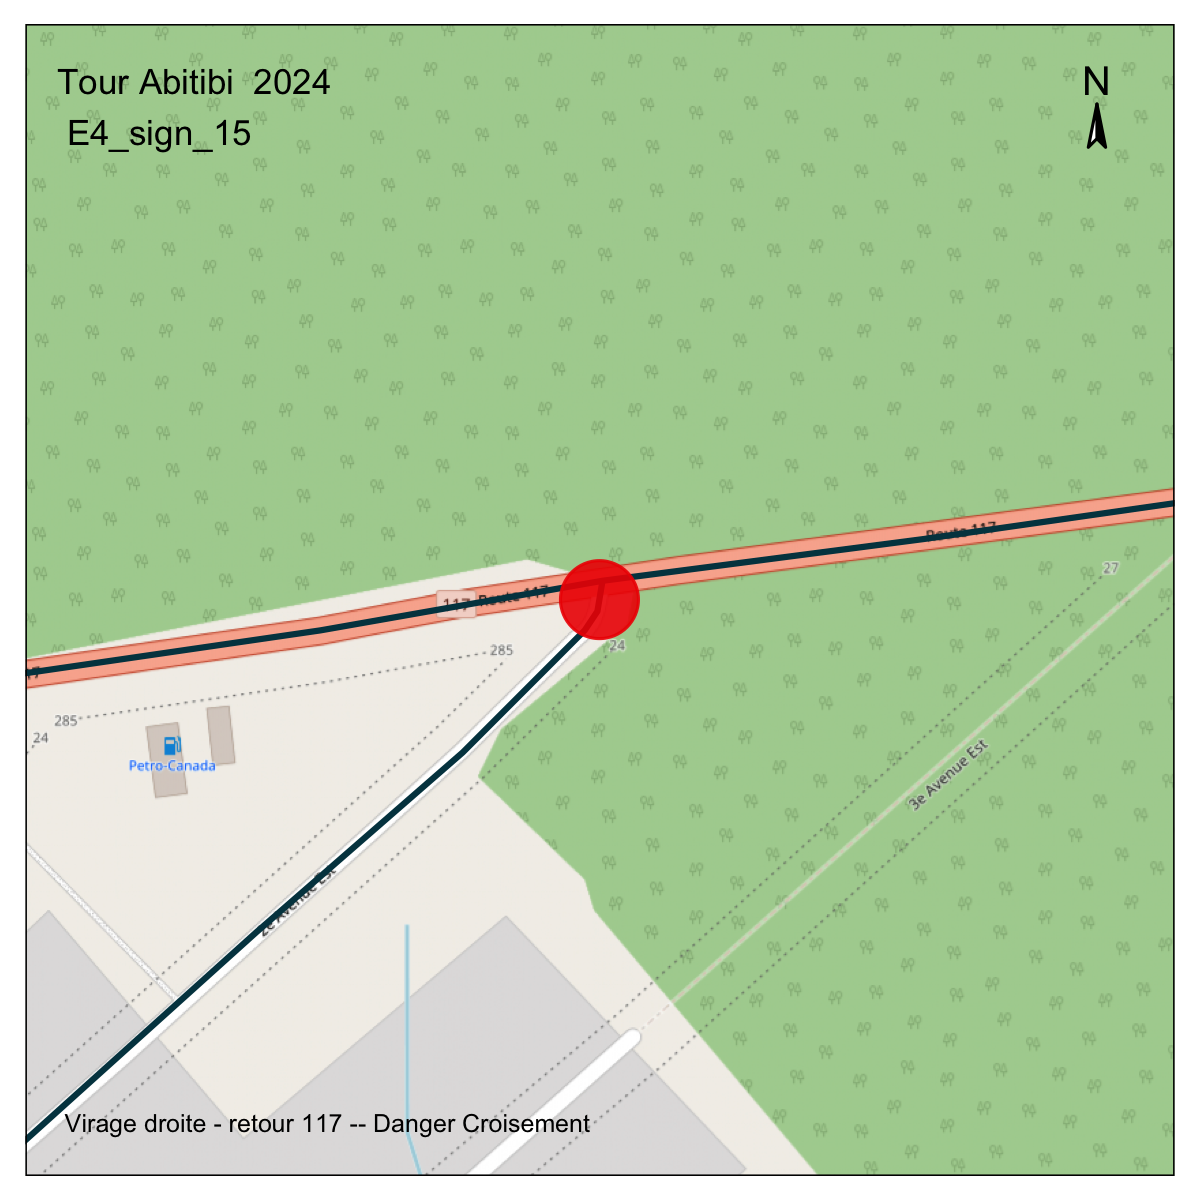 Tour Abitibi 2024
N
E4_sign_15
Route 117
27
117
Route 117
24
285
17
285
24
Petro-Canada
3e Avenue Est
2e Avenue Est
Virage droite - retour 117 -- Danger Croisement